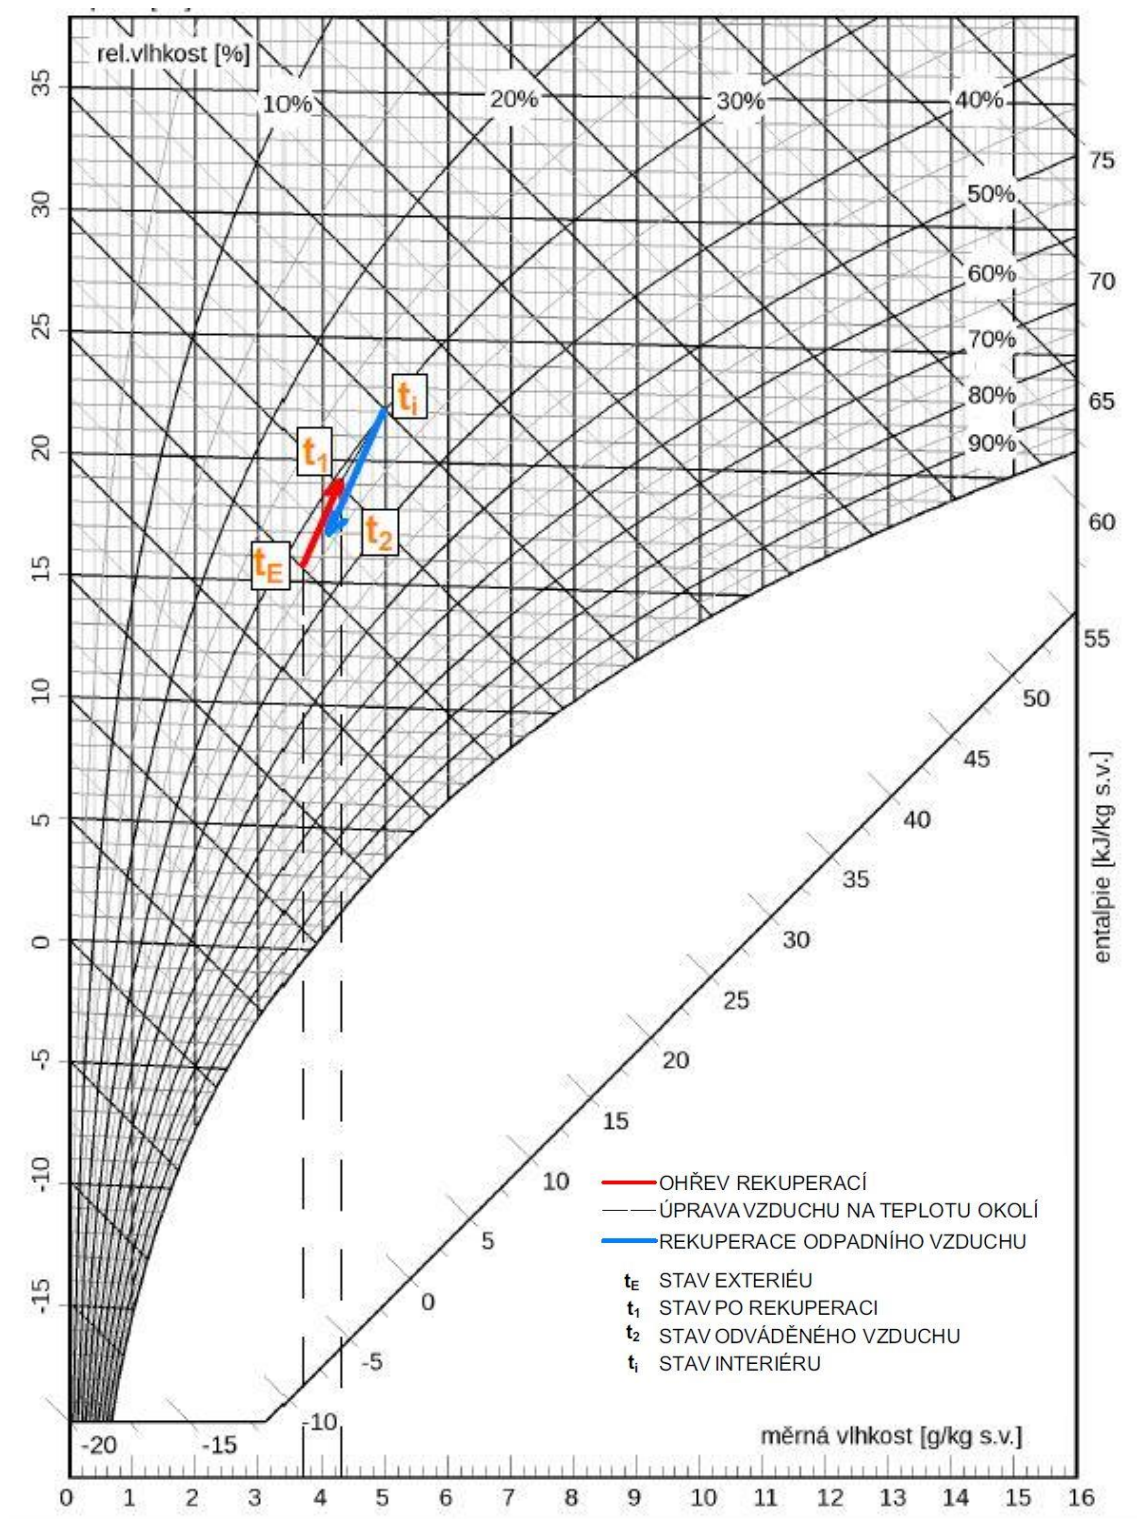 rel.vlhkost [%]
10%
20%
30%
40%
50%
60%
70%
80%
90%
35
30
25
20
15
10
5
0
-5
-10
-15
ti
t1
t2
tE
75
70
65
60
55
50
45
40
35
30
25
20
15
10
5
0
-5
-10
-15
-20
entalpie [kJ/kg s.v.]
OHŘEV REKUPERACÍ
ÚPRAVA VZDUCHU NA TEPLOTU OKOLÍ
REKUPERACE ODPADNÍHO VZDUCHU
tE STAV EXTERIÉU
t1 STAV PO REKUPERACI
t2 STAV ODVÁDĚNÉHO VZDUCHU
ti STAV INTERIÉRU
měrná vlhkost [g/kg s.v.]
0 1 2 3 4 5 6 7 8 9 10 11 12 13 14 15 16